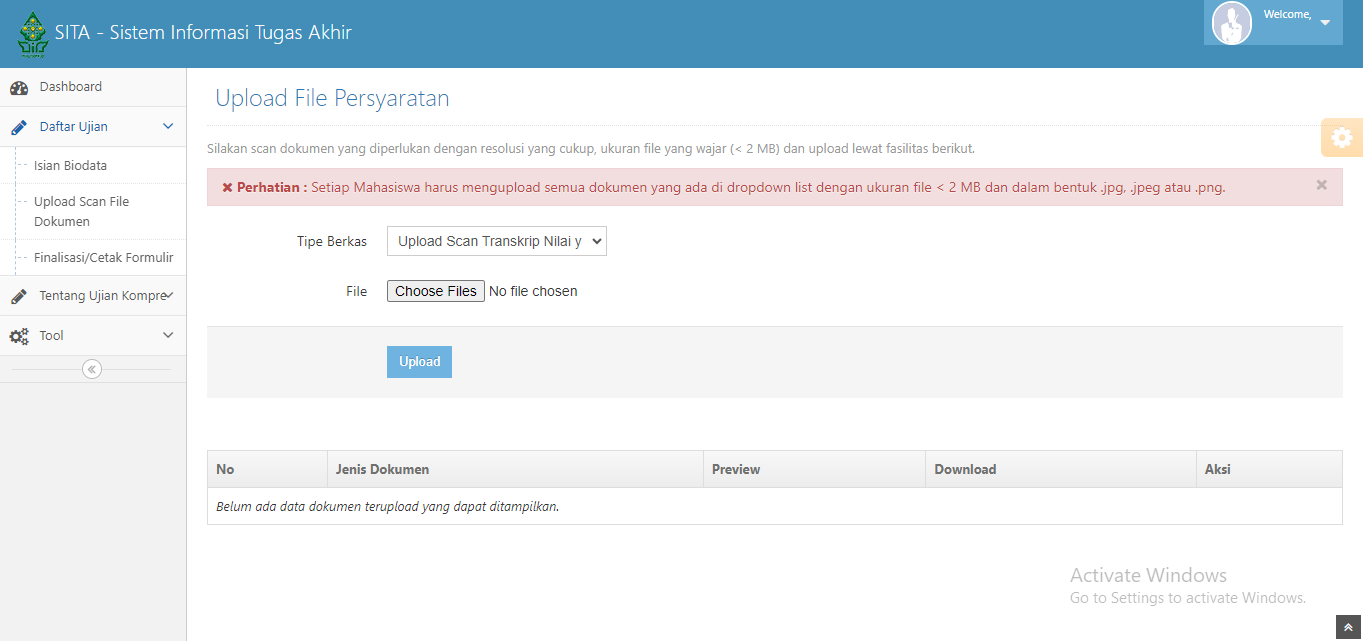 SITA - Sistem Informasi Tugas Akhir
Welcome,
Dashboard
Daftar Ujian
Isian Biodata
Upload Scan File
Dokumen
Finalisasi/Cetak Formulir
Tentang Ujian Kompre
Tool
Upload File Persyaratan
Silakan scan dokumen yang diperlukan dengan resolusi yang cukup, ukuran file yang wajar (< 2 MB) dan upload lewat fasilitas berikut.
Perhatian : Setiap Mahasiswa harus mengupload semua dokumen yang ada di dropdown list dengan ukuran file < 2 MB dan dalam bentuk .jpg, .jpeg atau .png.
Tipe Berkas Upload Scan Transkrip Nilai y
File Choose Files No file chosen
Upload
No Jenis Dokumen Preview Download Aksi
Belum ada data dokumen terupload yang dapat ditampilkan.
Activate Windows
Go to Settings to activate Windows.